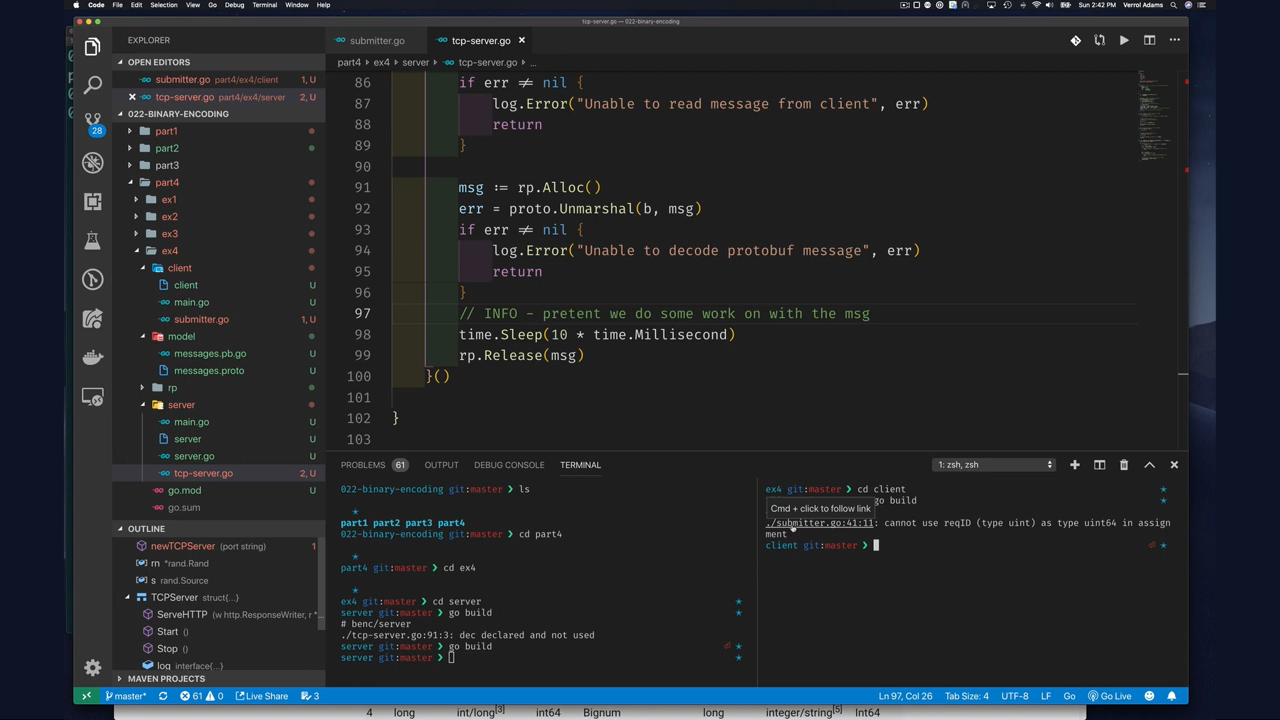 Code File Edit Selection View Go Debug Terminal Window Help
Sun 2:42 PM Verrol Adams
tcp-server.go — 022-binary-encoding
EXPLORER
OPEN EDITORS
submitter.go part4/ex4/client 1, U
tcp-server.go part4/ex4/server 2, U
022-BINARY-ENCODING
part1
part2
part3
part4
ex1
ex2
ex3
ex4
client
client U
main.go U
submitter.go 1, U
model
messages.pb.go U
messages.proto U
rp
server
main.go U
server U
server.go U
tcp-server.go 2, U
go.mod U
go.sum U
OUTLINE
newTCPServer (port string) 1
rn *rand.Rand
s rand.Source
TCPServer struct{...}
ServeHTTP (w http.ResponseWriter, r *...
Start ()
Stop ()
log interface{...}
MAVEN PROJECTS
28
submitter.go
tcp-server.go
part4 › ex4 › server › tcp-server.go › ...
86 if err ≠ nil {
87 log.Error("Unable to read message from client", err)
88 return
89 }
90
91 msg := rp.Alloc()
92 err = proto.Unmarshal(b, msg)
93 if err ≠ nil {
94 log.Error("Unable to decode protobuf message", err)
95 return
96 }
97 // INFO - pretent we do some work on with the msg
98 time.Sleep(10 * time.Millisecond)
99 rp.Release(msg)
100 }()
101
102 }
103
PROBLEMS 61 OUTPUT DEBUG CONSOLE TERMINAL 1: zsh, zsh
022-binary-encoding git:master ❯ ls
part1 part2 part3 part4
022-binary-encoding git:master ❯ cd part4
part4 git:master ❯ cd ex4
ex4 git:master ❯ cd server
server git:master ❯ go build
# benc/server
./tcp-server.go:91:3: dec declared and not used
server git:master ❯ go build
server git:master ❯
ex4 git:master ❯ cd client
go build
Cmd + click to follow link
./submitter.go:41:11: cannot use reqID (type uint) as type uint64 in assign
ment
client git:master ❯
master* 61 0 Live Share 3 Ln 97, Col 26 Tab Size: 4 UTF-8 LF Go Go Live
4 long int/long[3] int64 Bignum long integer/string[5] Int64